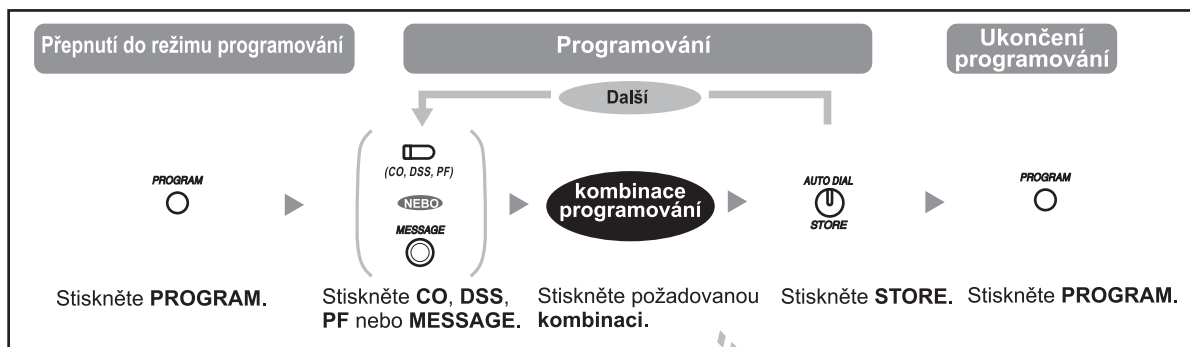 Přepnutí do režimu programování
Programování
Ukončení
programování
Další
PROGRAM
(CO, DSS, PF)
NEBO
MESSAGE
kombinace
programování
AUTO DIAL
STORE
PROGRAM
Stiskněte PROGRAM.
Stiskněte CO, DSS,
PF nebo MESSAGE.
Stiskněte požadovanou
kombinaci.
Stiskněte STORE.
Stiskněte PROGRAM.